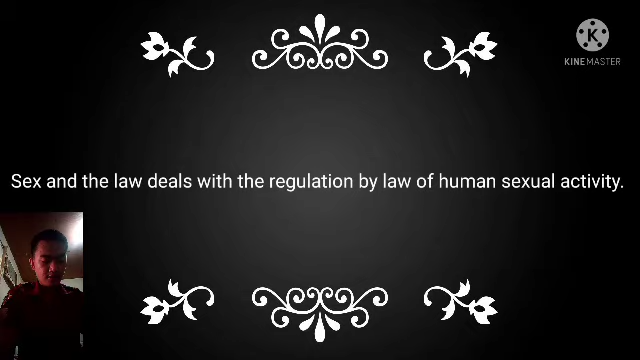 KINEMASTER
Sex and the law deals with the regulation by law of human sexual activity.